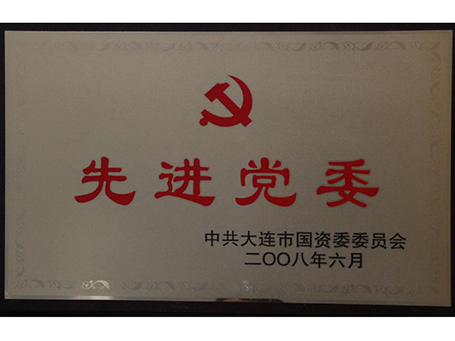 先进党委
中共大连市国资委委员会
二〇〇八年六月